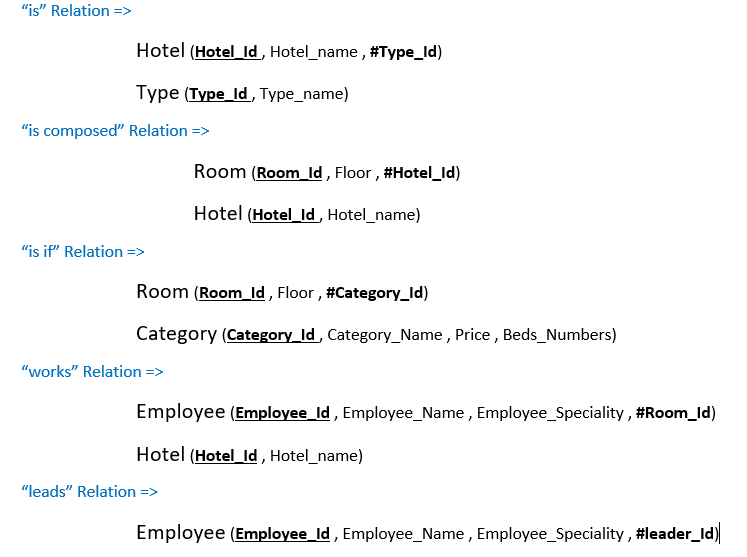 “is” Relation =>
Hotel (Hotel_Id , Hotel_name , #Type_Id)
Type (Type_Id , Type_name)
“is composed” Relation =>
Room (Room_Id , Floor , #Hotel_Id)
Hotel (Hotel_Id , Hotel_name)
“is if” Relation =>
Room (Room_Id , Floor , #Category_Id)
Category (Category_Id , Category_Name , Price , Beds_Numbers)
“works” Relation =>
Employee (Employee_Id , Employee_Name , Employee_Speciality , #Room_Id)
Hotel (Hotel_Id , Hotel_name)
“leads” Relation =>
Employee (Employee_Id , Employee_Name , Employee_Speciality , #leader_Id)